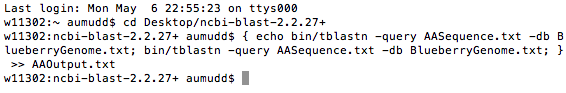 Last login: Mon May  6 22:55:23 on ttys000
w11302:~ aumudd$ cd Desktop/ncbi-blast-2.2.27+
w11302:ncbi-blast-2.2.27+ aumudd$ { echo bin/tblastn -query AASequence.txt -db B
lueberryGenome.txt; bin/tblastn -query AASequence.txt -db BlueberryGenome.txt; }
 >> AAOutput.txt
w11302:ncbi-blast-2.2.27+ aumudd$